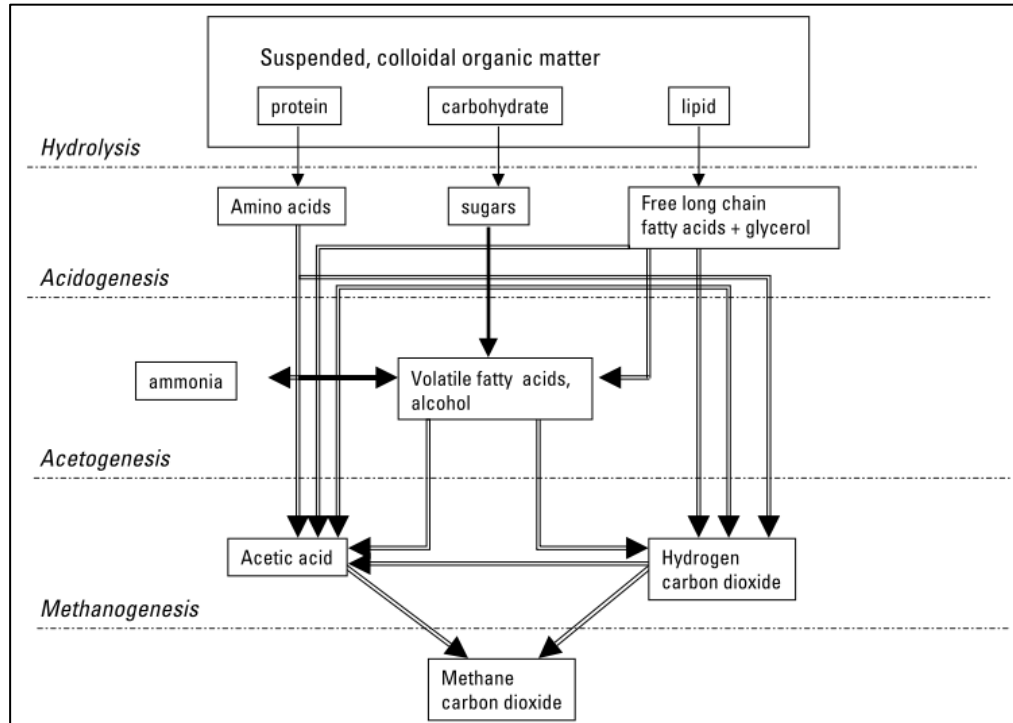 Suspended, colloidal organic matter
protein
carbohydrate
lipid
Hydrolysis
Amino acids
sugars
Free long chain
fatty acids + glycerol
Acidogenesis
ammonia
Volatile fatty acids,
alcohol
Acetogenesis
Acetic acid
Hydrogen
carbon dioxide
Methanogenesis
Methane
carbon dioxide